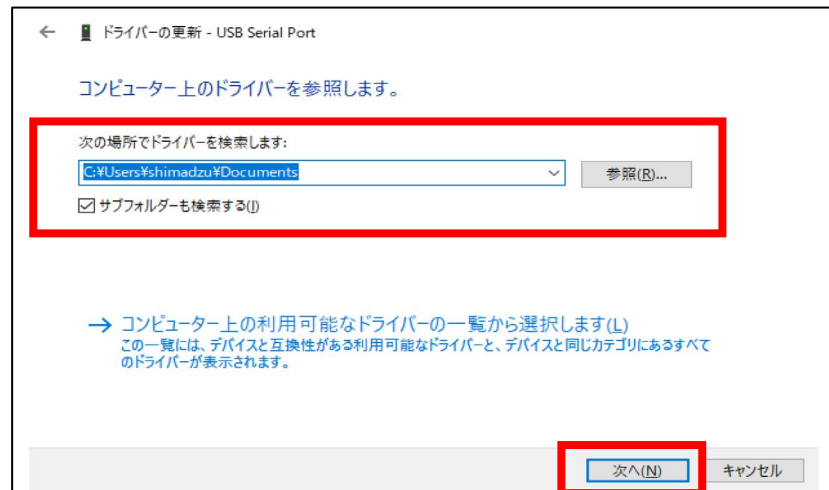 ドライバーの更新 - USB Serial Port
コンピューター上のドライバーを参照します。
次の場所でドライバーを検索します:
C:¥Users¥shimadzu¥Documents
参照(R)...
サブフォルダーも検索する(I)
コンピューター上の利用可能なドライバーの一覧から選択します(L)
この一覧には、デバイスと互換性がある利用可能なドライバーと、デバイスと同じカテゴリにあるすべて
のドライバーが表示されます。
次へ(N)
キャンセル